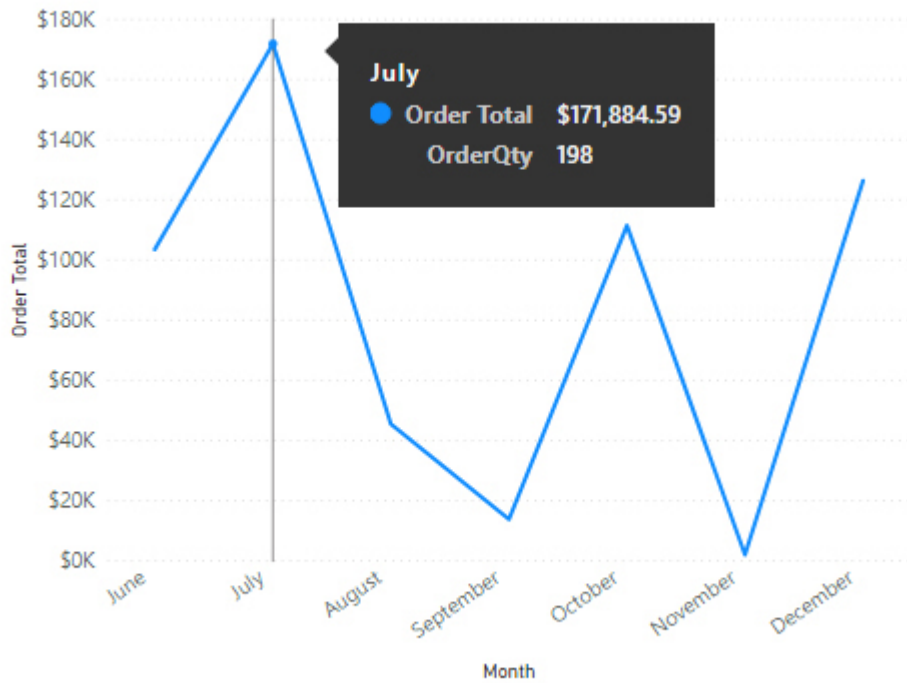 $180K
$160K
$140K
$120K
$100K
$80K
$60K
$40K
$20K
$0K
Order Total
July
Order Total $171,884.59
OrderQty 198
June
July
August
September
October
November
December
Month